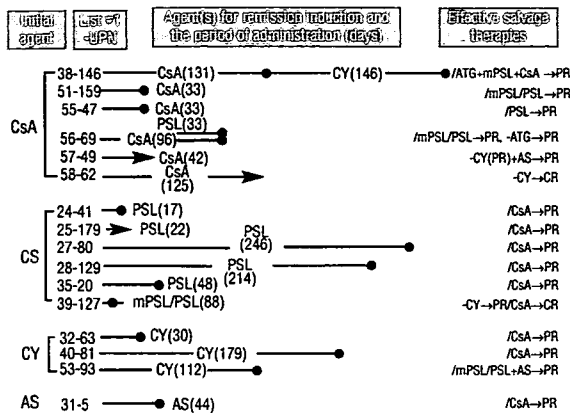 Initial agent List #1 -UPN Agent(s) for remission induction and the period of administration (days) Effective salvage therapies
CsA
38-146 CsA(131) CY(146) /ATG+mPSL+CsA→PR
51-159 CsA(33) /mPSL/PSL→PR
55-47 CsA(33) /PSL→PR
PSL(33)
56-69 CsA(96) /mPSL/PSL→PR, -ATG→PR
57-49 CsA(42) -CY(PR)+AS→PR
58-62 CsA (125) -CY→CR
CS
24-41 PSL(17) /CsA→PR
25-179 PSL(22) /CsA→PR
27-80 PSL (246) /CsA→PR
28-129 PSL (214) /CsA→PR
35-20 PSL(48) /CsA→PR
39-127 mPSL/PSL(88) -CY→PR/CsA→CR
CY
32-63 CY(30) /CsA→PR
40-81 CY(179) /CsA→PR
53-93 CY(112) /mPSL/PSL+AS→PR
AS 31-5 AS(44) /CsA→PR